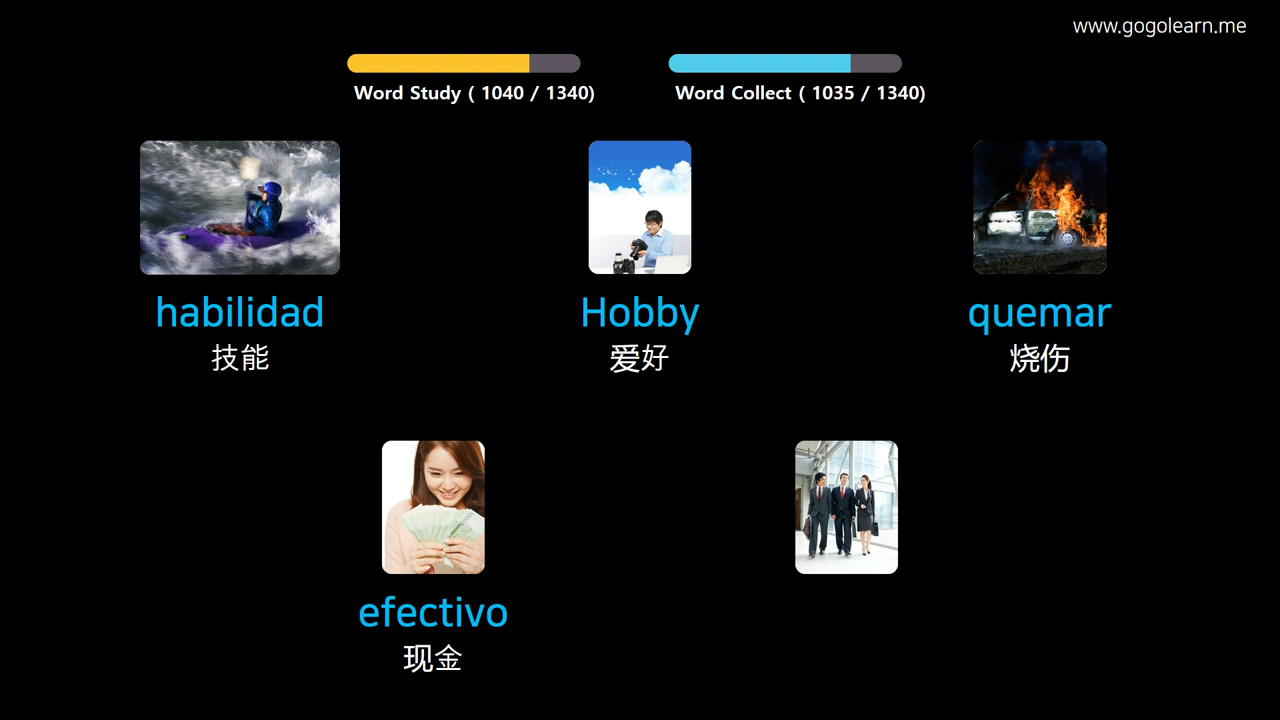 www.gogolearn.me
Word Study ( 1040 / 1340)
Word Collect ( 1035 / 1340)
habilidad
技能
Hobby
爱好
quemar
烧伤
efectivo
现金